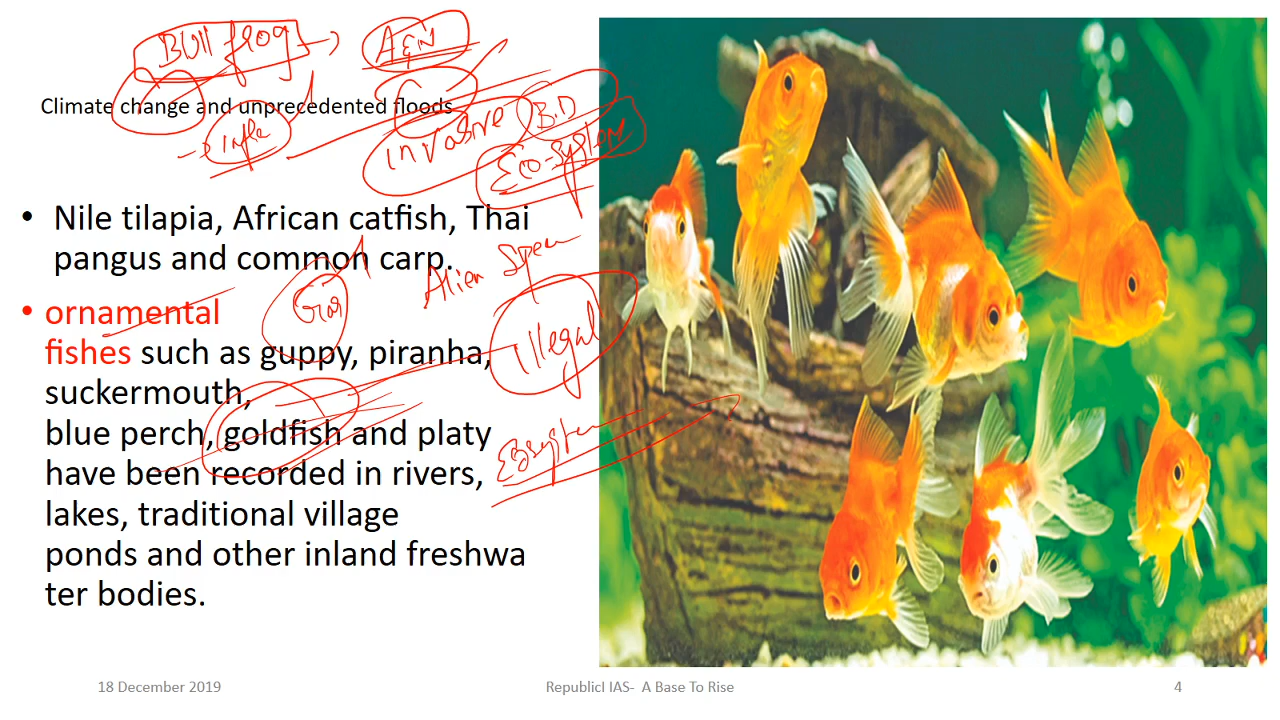 BUll frog → A&N
Climate change and unprecedented floods
invasive
B.D
Eco-system
• Nile tilapia, African catfish, Thai
pangus and common carp.
Alien
• ornamental
fishes such as guppy, piranha,
illegal
suckermouth,
blue perch, goldfish and platy
have been recorded in rivers,
lakes, traditional village
ponds and other inland freshwa
ter bodies.
18 December 2019
RepublicI IAS- A Base To Rise
4